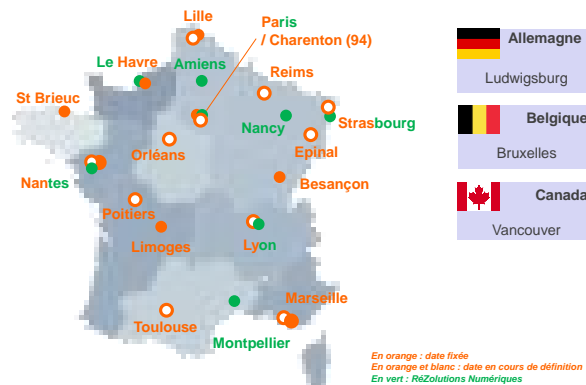 Lille
Paris
/ Charenton (94)
Le Havre
Amiens
Reims
St Brieuc
Nancy
Strasbourg
Orléans
Epinal
Nantes
Besançon
Poitiers
Limoges
Lyon
Marseille
Toulouse
Montpellier
Allemagne
Ludwigsburg
Belgique
Bruxelles
Canada
Vancouver
En orange : date fixée
En orange et blanc : date en cours de définition
En vert : RéZolutions Numériques